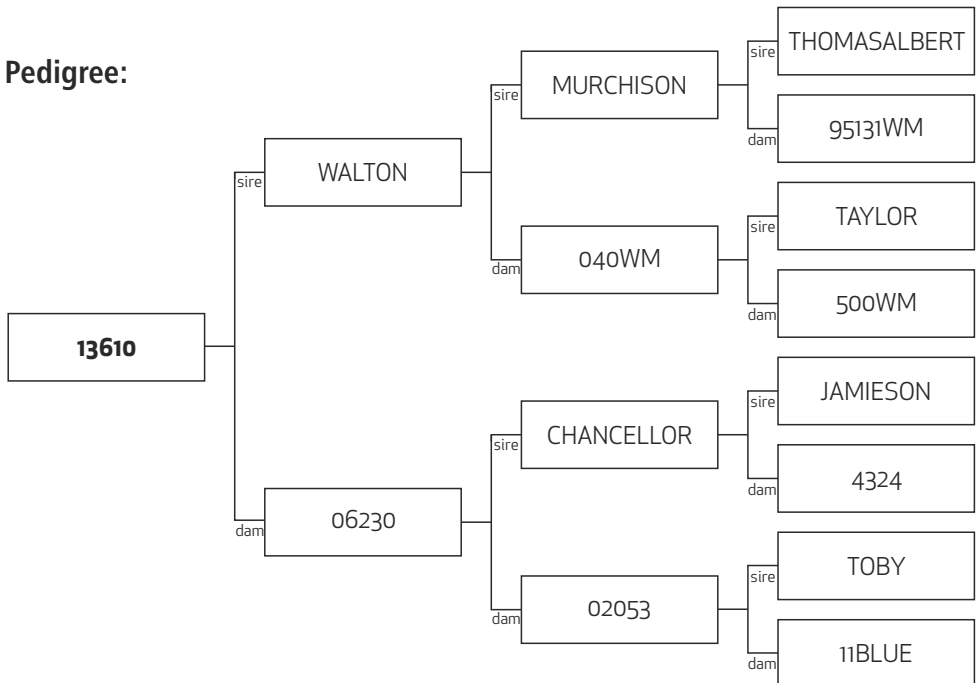 Pedigree:
13610
sire
WALTON
dam
06230
sire
MURCHISON
dam
040WM
sire
CHANCELLOR
dam
02053
sire
THOMASALBERT
dam
95131WM
sire
TAYLOR
dam
500WM
sire
JAMIESON
dam
4324
sire
TOBY
dam
11BLUE